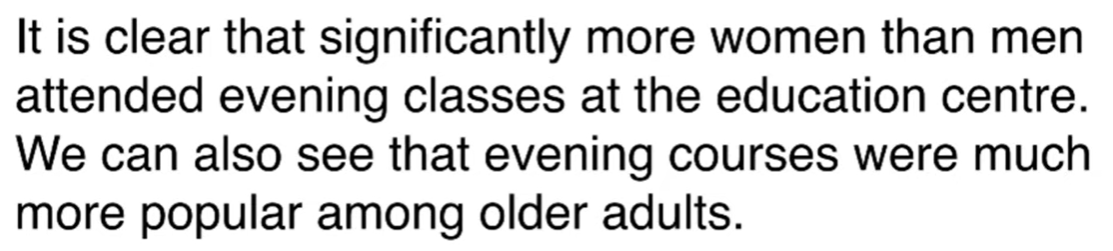 It is clear that significantly more women than men
attended evening classes at the education centre.
We can also see that evening courses were much
more popular among older adults.